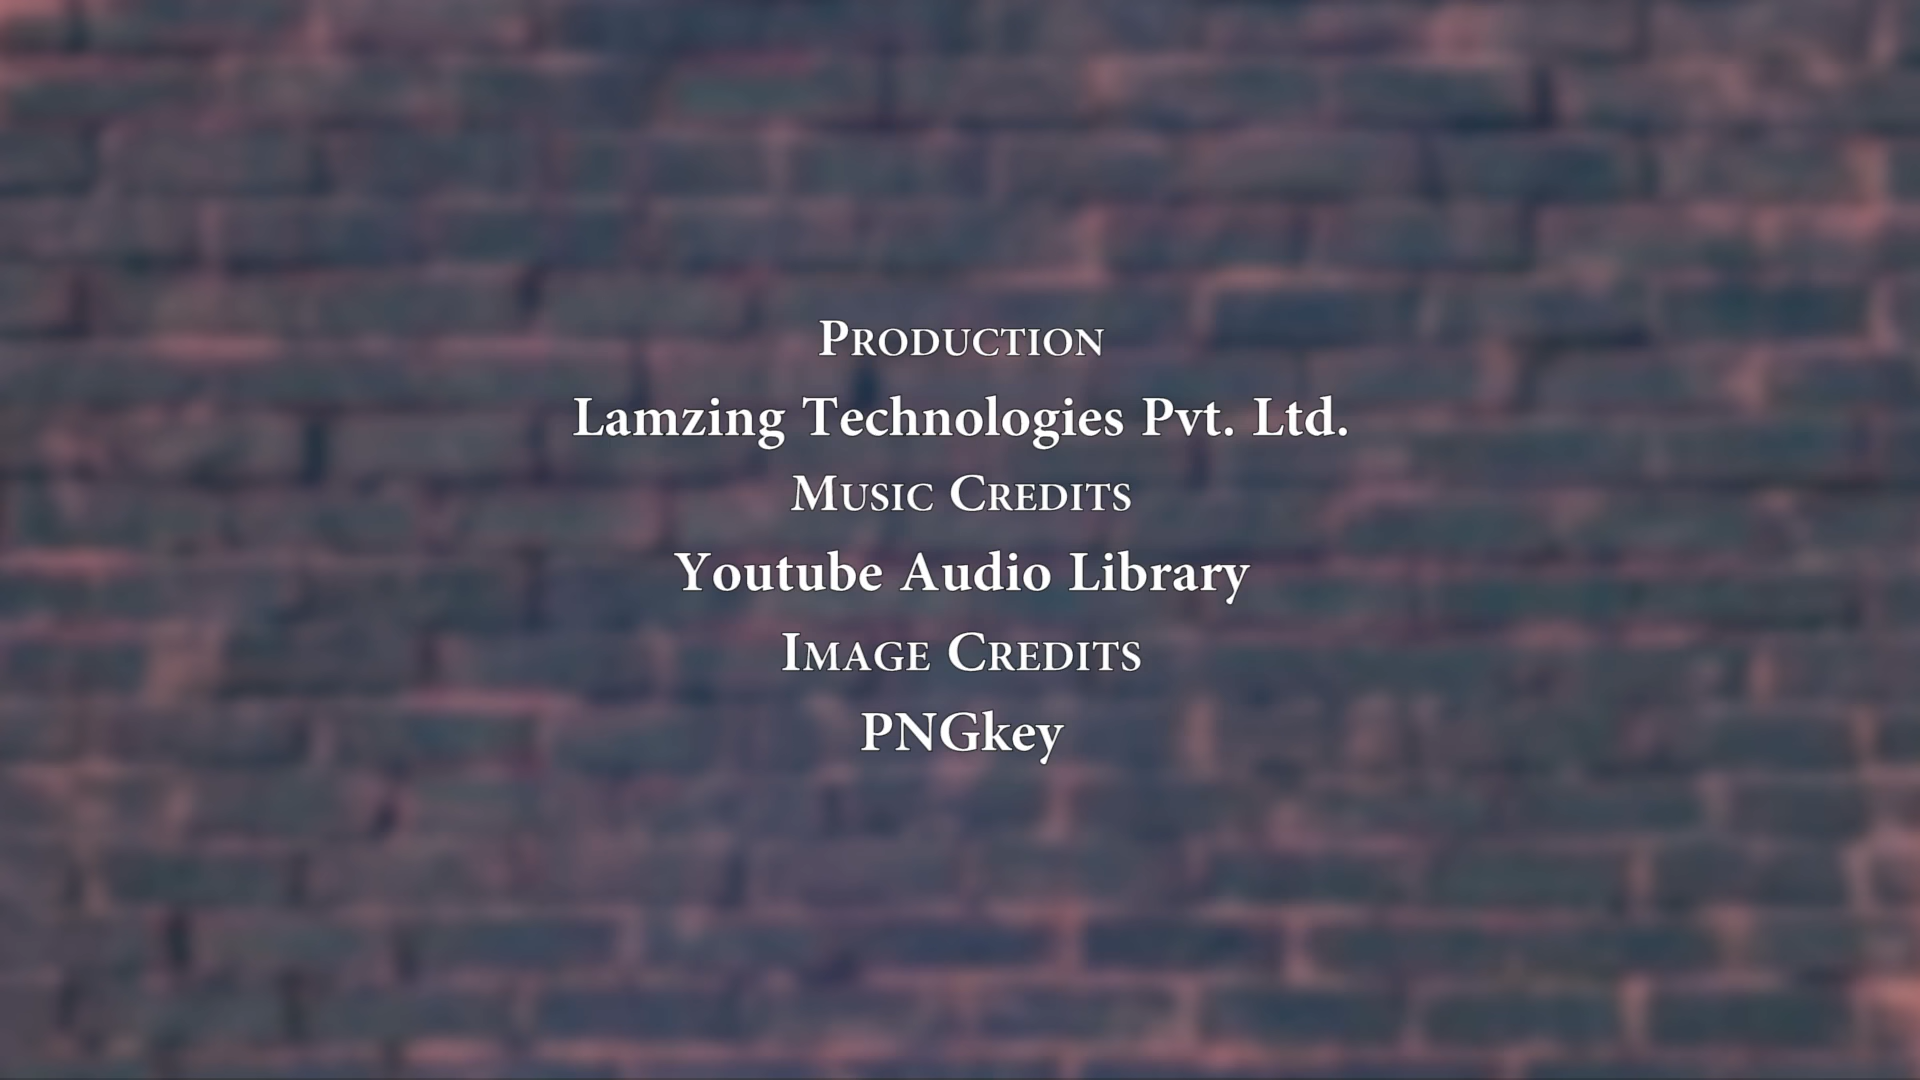 Production
Lamzing Technologies Pvt. Ltd.
Music Credits
Youtube Audio Library
Image Credits
PNGkey